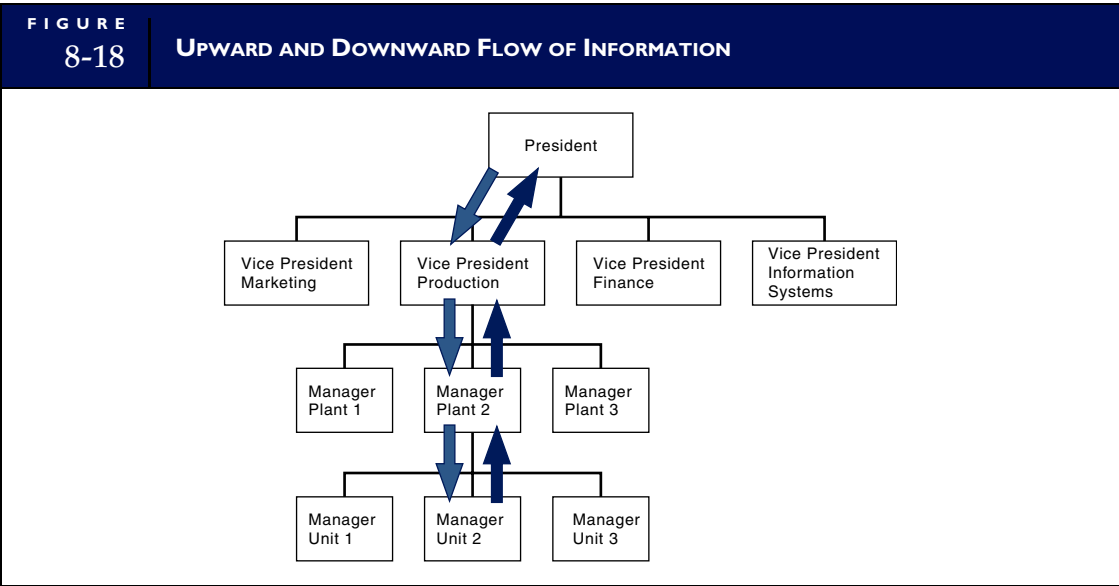 FIGURE
8-18
UPWARD AND DOWNWARD FLOW OF INFORMATION
President
Vice President
Marketing
Vice President
Production
Vice President
Finance
Vice President
Information
Systems
Manager
Plant 1
Manager
Plant 2
Manager
Plant 3
Manager
Unit 1
Manager
Unit 2
Manager
Unit 3